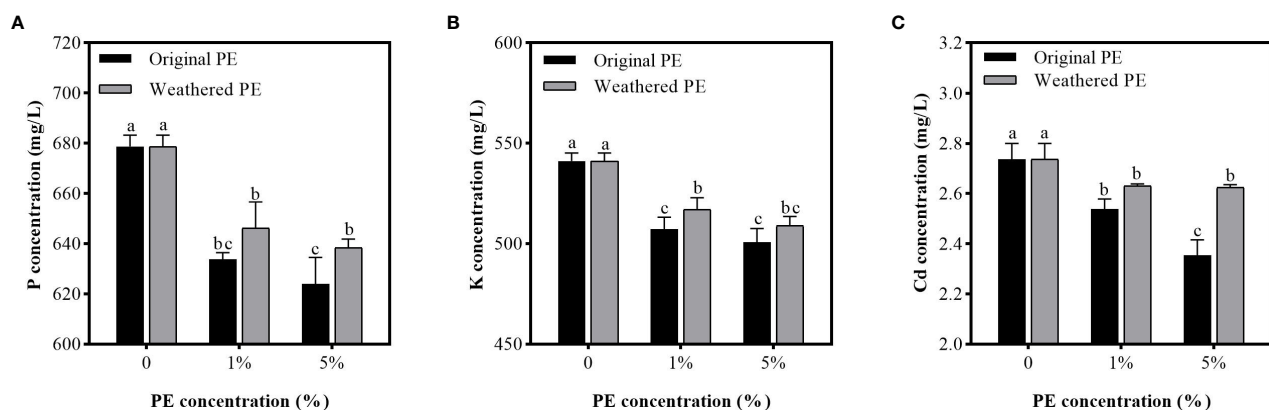 A
P concentration (mg/L)
720
700
680
660
640
620
600
Original PE
Weathered PE
a
a
bc
b
c
b
0
1%
5%
PE concentration (%)
B
K concentration (mg/L)
600
550
500
450
Original PE
Weathered PE
a
a
c
b
c
bc
0
1%
5%
PE concentration (%)
C
Cd concentration (mg/L)
3.2
3.0
2.8
2.6
2.4
2.2
2.0
Original PE
Weathered PE
a
a
b
b
c
b
0
1%
5%
PE concentration (%)